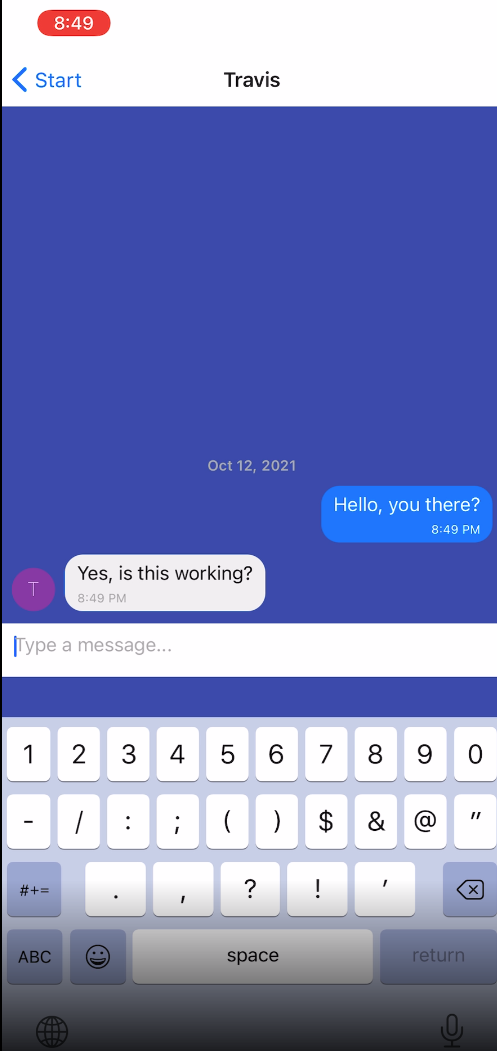 8:49
Start
Travis
Oct 12, 2021
Hello, you there?
8:49 PM
T
Yes, is this working?
8:49 PM
Type a message...
1 2 3 4 5 6 7 8 9 0
- / : ; ( ) $ & @ "
#+= . , ? ! '
ABC space return